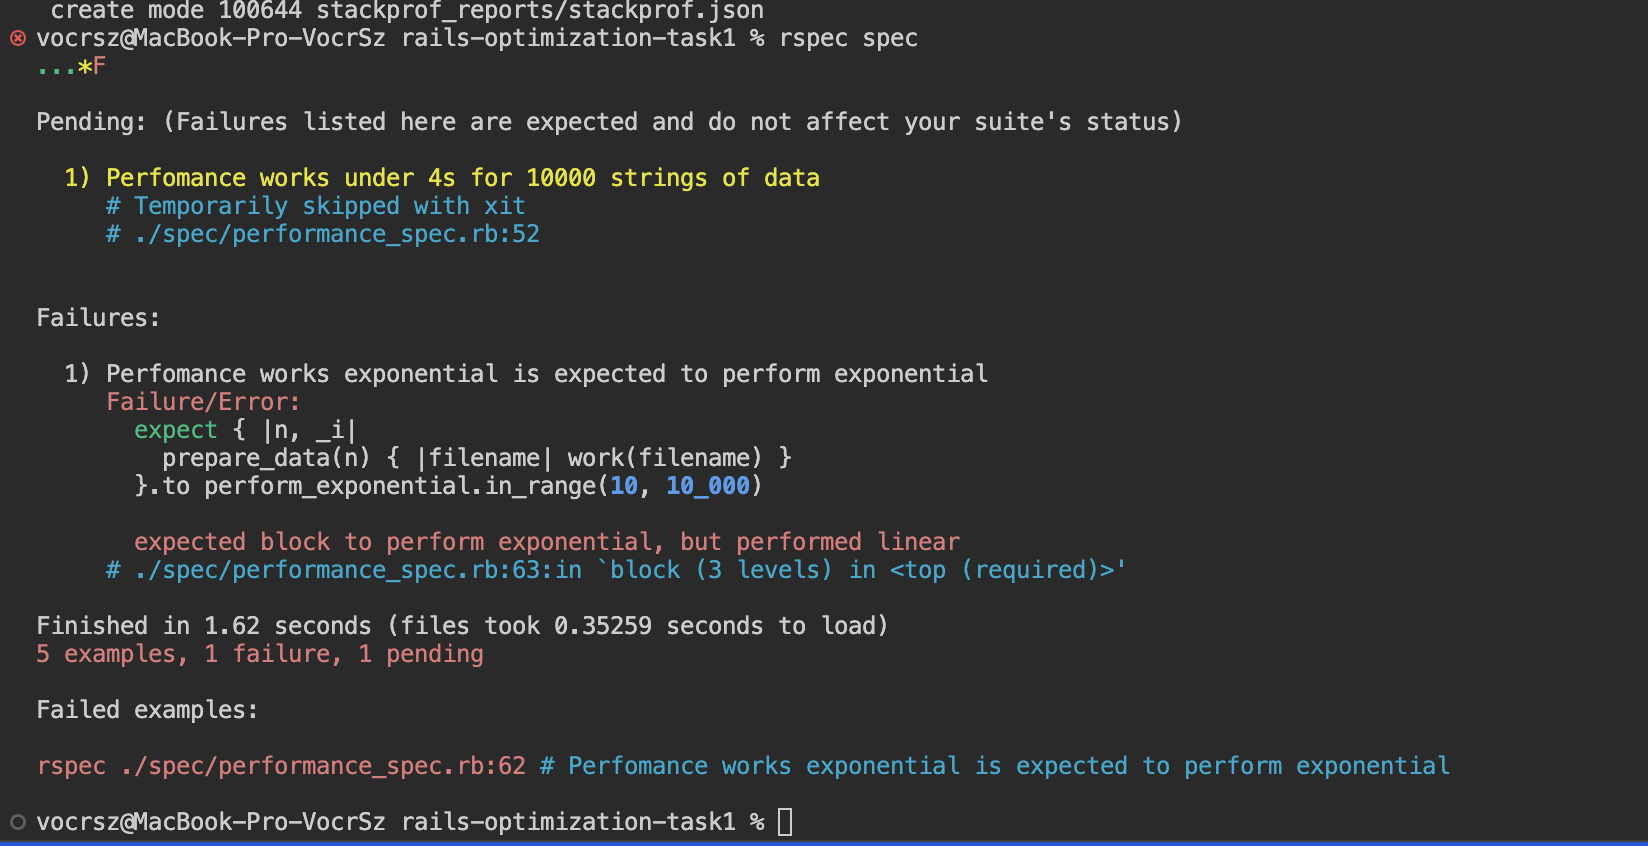 create mode 100644 stackprof_reports/stackprof.json
vocrsz@MacBook-Pro-VocrSz rails-optimization-task1 % rspec spec
...*F
Pending: (Failures listed here are expected and do not affect your suite's status)
1) Perfomance works under 4s for 10000 strings of data
# Temporarily skipped with xit
# ./spec/performance_spec.rb:52
Failures:
1) Perfomance works exponential is expected to perform exponential
Failure/Error:
expect { |n, _i|
prepare_data(n) { |filename| work(filename) }
}.to perform_exponential.in_range(10, 10_000)
expected block to perform exponential, but performed linear
# ./spec/performance_spec.rb:63:in `block (3 levels) in <top (required)>'
Finished in 1.62 seconds (files took 0.35259 seconds to load)
5 examples, 1 failure, 1 pending
Failed examples:
rspec ./spec/performance_spec.rb:62 # Perfomance works exponential is expected to perform exponential
vocrsz@MacBook-Pro-VocrSz rails-optimization-task1 %